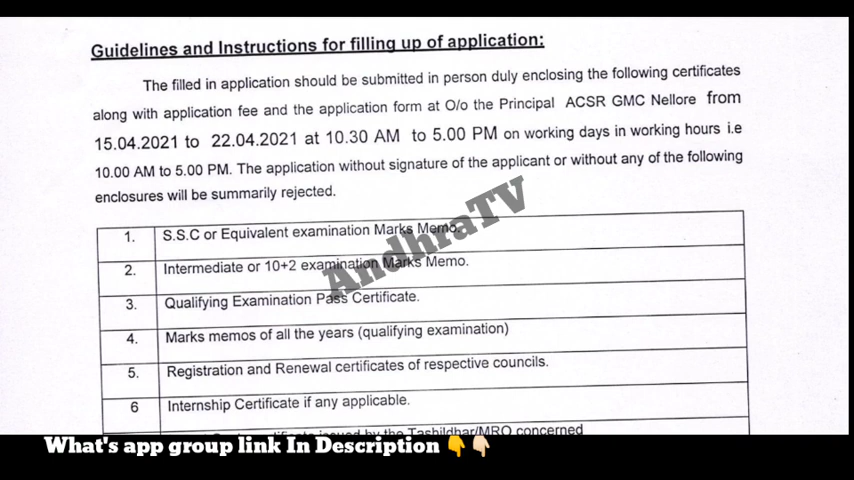 Guidelines and Instructions for filling up of application:
The filled in application should be submitted in person duly enclosing the following certificates
along with application fee and the application form at O/o the Principal ACSR GMC Nellore from
15.04.2021 to 22.04.2021 at 10.30 AM to 5.00 PM on working days in working hours i.e
10.00 AM to 5.00 PM. The application without signature of the applicant or without any of the following
enclosures will be summarily rejected.
1. S.S.C or Equivalent examination Marks Memo.
2. Intermediate or 10+2 examination Marks Memo.
3. Qualifying Examination Pass Certificate.
4. Marks memos of all the years (qualifying examination)
5. Registration and Renewal certificates of respective councils.
6 Internship Certificate if any applicable.
issued by the Tashildhar/MRO concerned
AndhraTV
What's app group link In Description 👇👇🏻